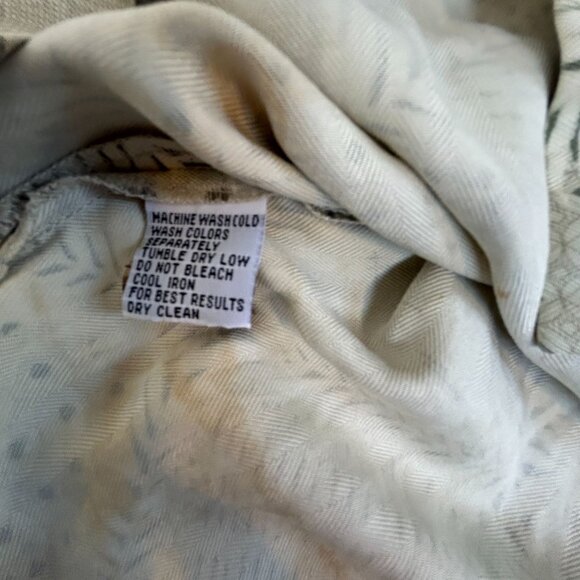 MACHINE WASH COLD
WASH COLORS
SEPARATELY
TUMBLE DRY LOW
DO NOT BLEACH
COOL IRON
FOR BEST RESULTS
DRY CLEAN